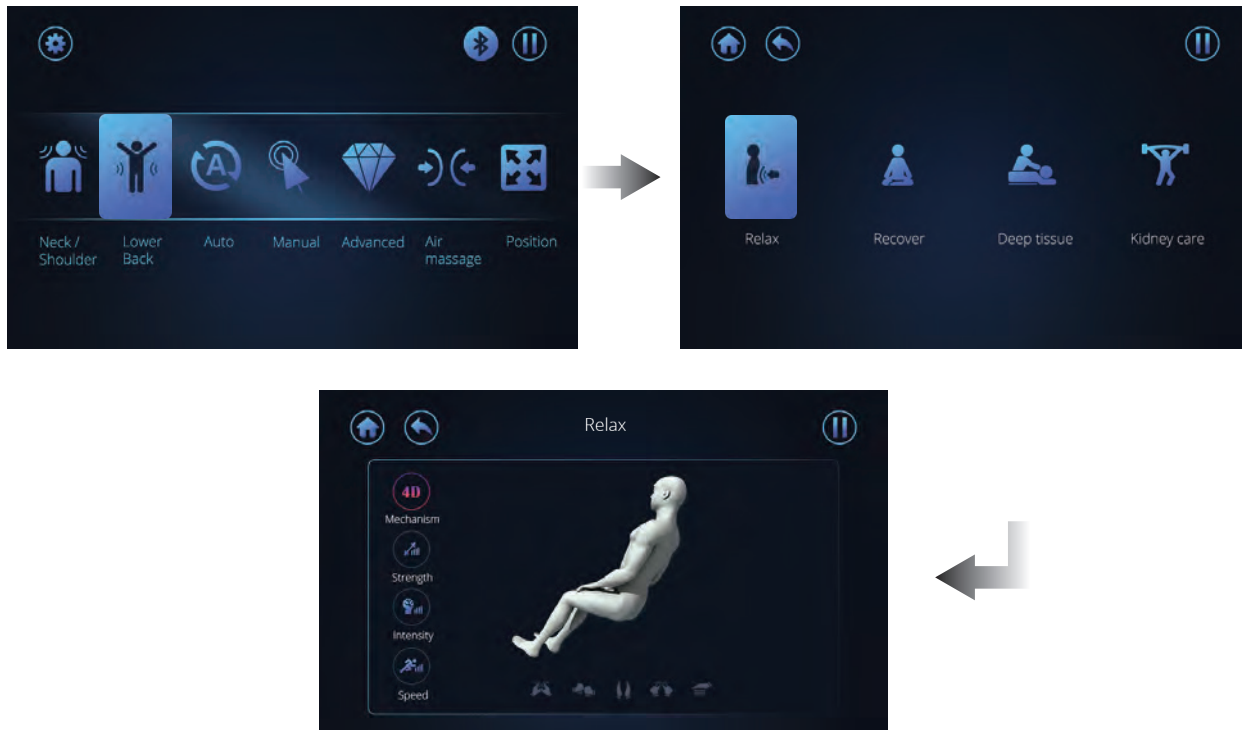 Neck / Shoulder
Lower Back
Auto
Manual
Advanced
Air massage
Position
A
Relax
Recover
Deep tissue
Kidney care
Relax
4D
Mechanism
Strength
Intensity
Speed